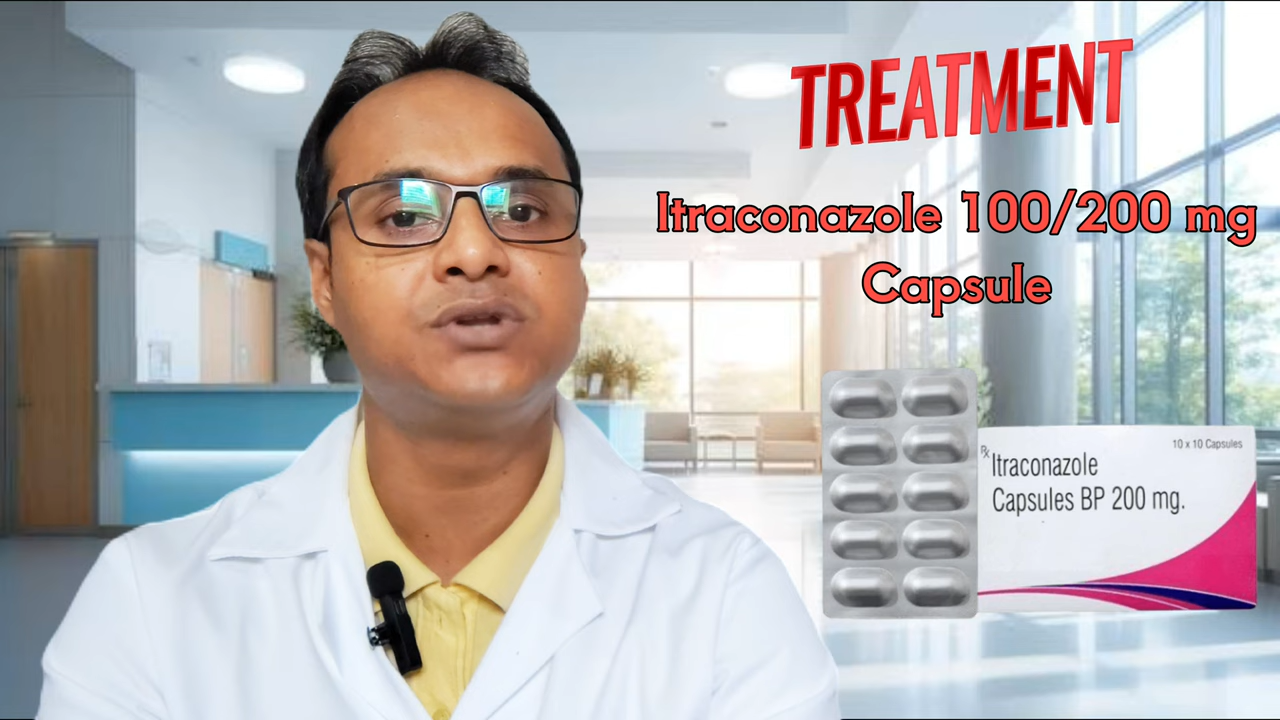 TREATMENT
Itraconazole 100/200 mg
Capsule
10 x 10 Capsules
Rx
Itraconazole
Capsules BP 200 mg.